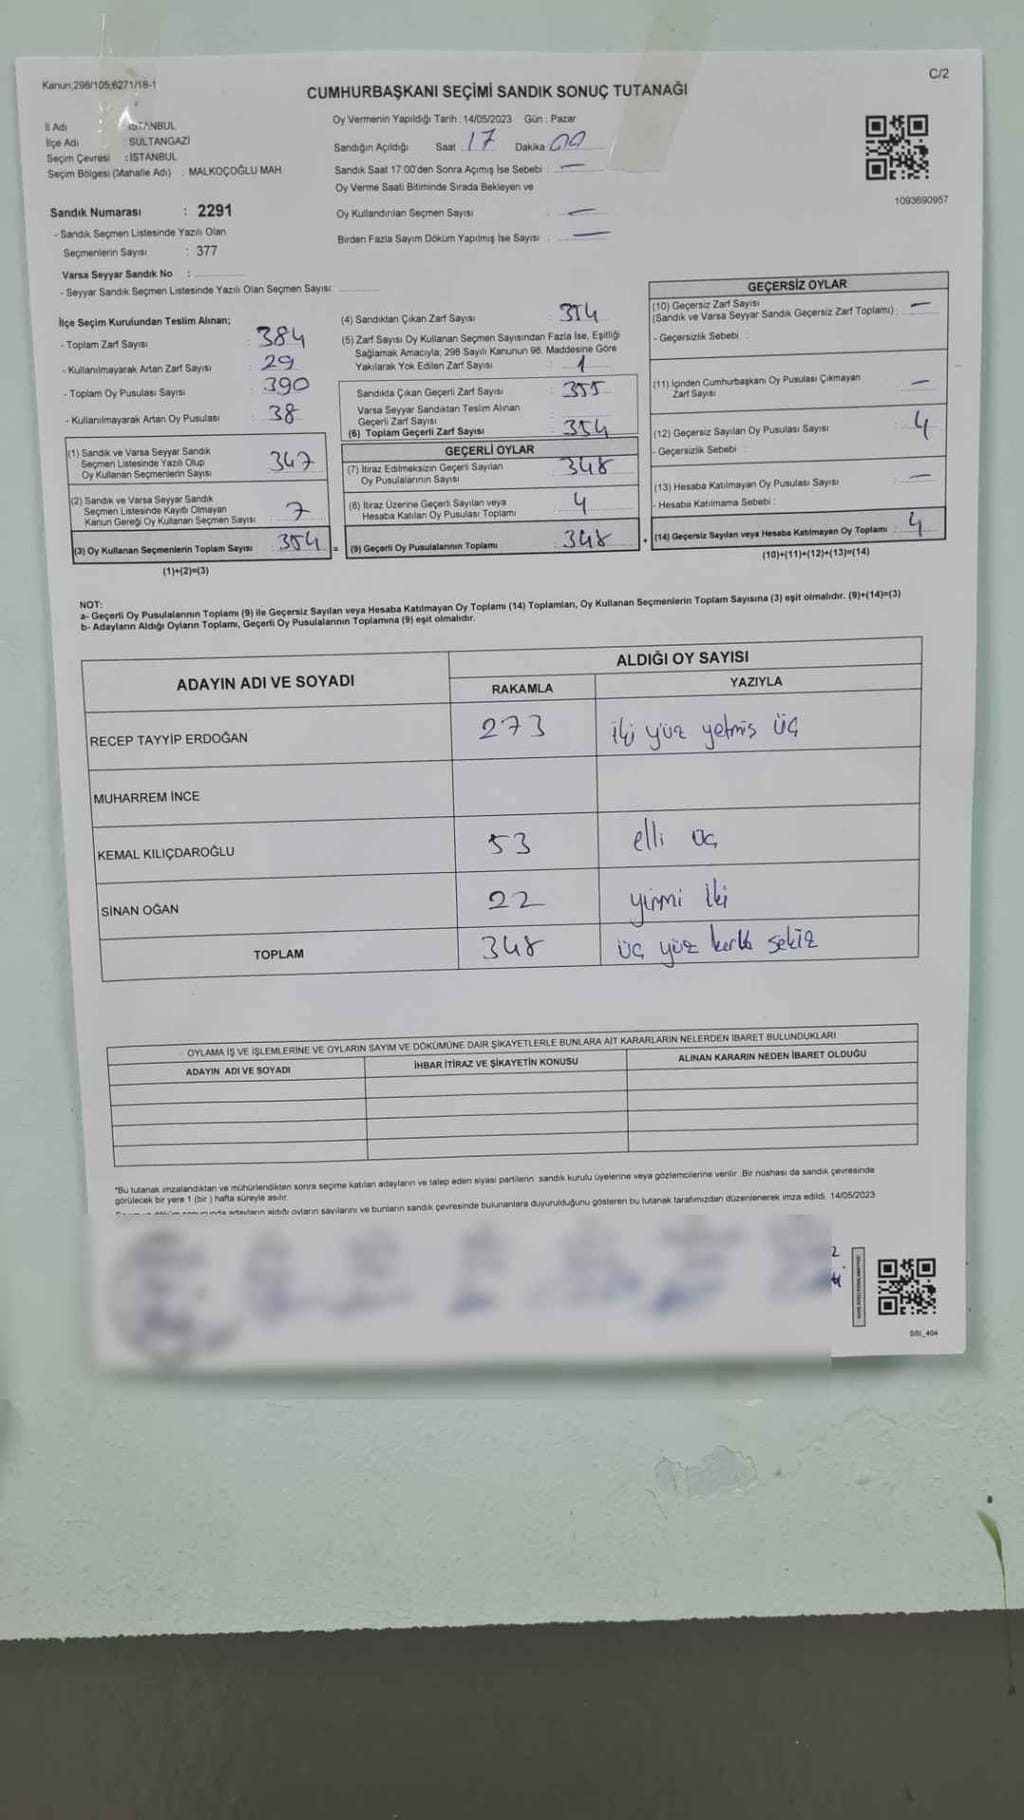 Kanun;298/105;6271/18-1
C/2
CUMHURBAŞKANI SEÇİMİ SANDIK SONUÇ TUTANAĞI
İl Adı İSTANBUL
İlçe Adı SULTANGAZİ
Seçim Çevresi : İSTANBUL
Seçim Bölgesi (Mahalle Adı) : MALKOÇOĞLU MAH.
Sandık Numarası : 2291
- Sandık Seçmen Listesinde Yazılı Olan
Seçmenlerin Sayısı : 377
Varsa Seyyar Sandık No :
- Seyyar Sandık Seçmen Listesinde Yazılı Olan Seçmen Sayısı:
Oy Vermenin Yapıldığı Tarih : 14/05/2023 Gün : Pazar
Sandığın Açıldığı Saat : 17 Dakika 00
Sandık Saat 17:00'den Sonra Açımış İse Sebebi : —
Oy Verme Saati Bitiminde Sırada Bekleyen ve
Oy Kullandırılan Seçmen Sayısı : —
Birden Fazla Sayım Döküm Yapılmış İse Sayısı : —
1093690957
İlçe Seçim Kurulundan Teslim Alınan;
- Toplam Zarf Sayısı : 384
- Kullanılmayarak Artan Zarf Sayısı : 29
- Toplam Oy Pusulası Sayısı : 390
- Kullanılmayarak Artan Oy Pusulası : 38
(1) Sandık ve Varsa Seyyar Sandık
Seçmen Listesinde Yazılı Olup
Oy Kullanan Seçmenlerin Sayısı : 347
(2) Sandık ve Varsa Seyyar Sandık
Seçmen Listesinde Kayıtlı Olmayan
Kanun Gereği Oy Kullanan Seçmen Sayısı : 7
(3) Oy Kullanan Seçmenlerin Toplam Sayısı : 354
(1)+(2)=(3)
(4) Sandıktan Çıkan Zarf Sayısı : 354
(5) Zarf Sayısı Oy Kullanan Seçmen Sayısından Fazla İse, Eşitliği
Sağlamak Amacıyla; 298 Sayılı Kanunun 98. Maddesine Göre
Yakılarak Yok Edilen Zarf Sayısı : 1
Sandıkta Çıkan Geçerli Zarf Sayısı : 355
Varsa Seyyar Sandıktan Teslim Alınan
Geçerli Zarf Sayısı
(6) Toplam Geçerli Zarf Sayısı : 354
GEÇERLİ OYLAR
(7) İtiraz Edilmeksizin Geçerli Sayılan
Oy Pusulalarının Sayısı : 348
(8) İtiraz Üzerine Geçerli Sayılan veya
Hesaba Katılan Oy Pusulası Toplamı : 4
= (9) Geçerli Oy Pusulalarının Toplamı : 348
GEÇERSİZ OYLAR
(10) Geçersiz Zarf Sayısı
(Sandık ve Varsa Seyyar Sandık Geçersiz Zarf Toplamı) : —
- Geçersizlik Sebebi :
(11) İçinden Cumhurbaşkanı Oy Pusulası Çıkmayan
Zarf Sayısı : —
(12) Geçersiz Sayılan Oy Pusulası Sayısı : 4
- Geçersizlik Sebebi :
(13) Hesaba Katılmayan Oy Pusulası Sayısı : —
- Hesaba Katılmama Sebebi :
+ (14) Geçersiz Sayılan veya Hesaba Katılmayan Oy Toplamı : 4
(10)+(11)+(12)+(13)=(14)
NOT:
a- Geçerli Oy Pusulalarının Toplamı (9) ile Geçersiz Sayılan veya Hesaba Katılmayan Oy Toplamı (14) Toplamları, Oy Kullanan Seçmenlerin Toplam Sayısına (3) eşit olmalıdır. (9)+(14)=(3)
b- Adayların Aldığı Oyların Toplamı, Geçerli Oy Pusulalarının Toplamına (9) eşit olmalıdır.
ADAYIN ADI VE SOYADI
ALDIĞI OY SAYISI
RAKAMLA YAZIYLA
RECEP TAYYİP ERDOĞAN 273 iki yüz yetmis üç
MUHARREM İNCE
KEMAL KILIÇDAROĞLU 53 elli üç
SİNAN OĞAN 22 yirmi iki
TOPLAM 348 üç yüz kırk sekiz
OYLAMA İŞ VE İŞLEMLERİNE VE OYLARIN SAYIM VE DÖKÜMÜNE DAİR ŞİKAYETLERLE BUNLARA AİT KARARLARIN NELERDEN İBARET BULUNDUKLARI
ADAYIN ADI VE SOYADI İHBAR İTİRAZ VE ŞİKAYETİN KONUSU ALINAN KARARIN NEDEN İBARET OLDUĞU
*Bu tutanak imzalandıktan ve mühürlendikten sonra seçime katılan adayların ve talep eden siyasi partilerin sandık kurulu üyelerine veya gözlemcilerine verilir .Bir nüshası da sandık çevresinde
görülecek bir yere 1 (bir ) hafta süreyle asılır.
adayların aldığı oyların sayılarını ve bunların sandık çevresinde bulunanlara duyurulduğunu gösteren bu tutanak tarafımızdan düzenlenerek imza edildi. 14/05/2023
SSI_404